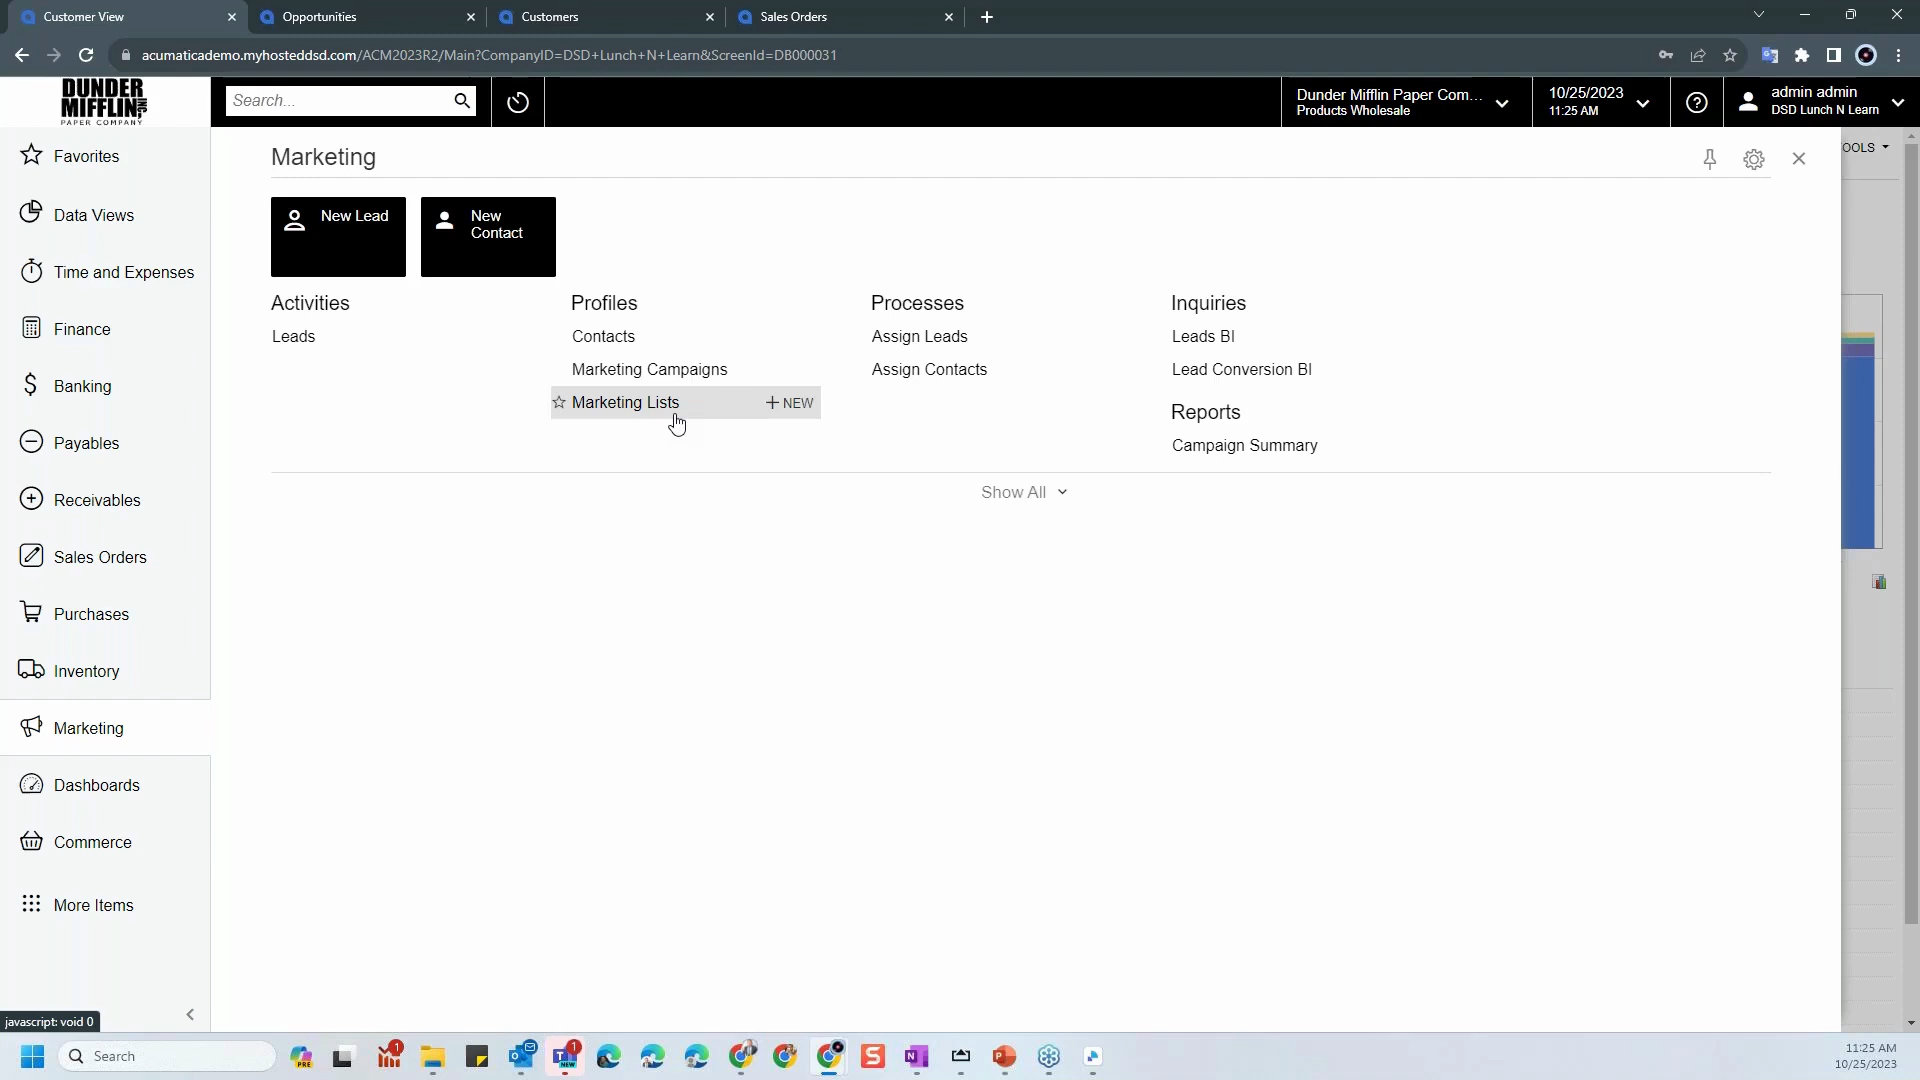 Customer View
Opportunities
Customers
Sales Orders
acumaticademo.myhosteddsd.com/ACM2023R2/Main?CompanyID=DSD+Lunch+N+Learn&ScreenId=DB000031
DUNDER
MIFFLIN INC
PAPER COMPANY
Search...
Dunder Mifflin Paper Com...
Products Wholesale
10/25/2023
11:25 AM
admin admin
DSD Lunch N Learn
Favorites
Data Views
Time and Expenses
Finance
Banking
Payables
Receivables
Sales Orders
Purchases
Inventory
Marketing
Dashboards
Commerce
More Items
javascript: void 0
Marketing
OOLS
New Lead
New
Contact
Activities
Leads
Profiles
Contacts
Marketing Campaigns
Marketing Lists
+ NEW
Processes
Assign Leads
Assign Contacts
Inquiries
Leads BI
Lead Conversion BI
Reports
Campaign Summary
Show All
Search
PRE
1
1
NEW
11:25 AM
10/25/2023